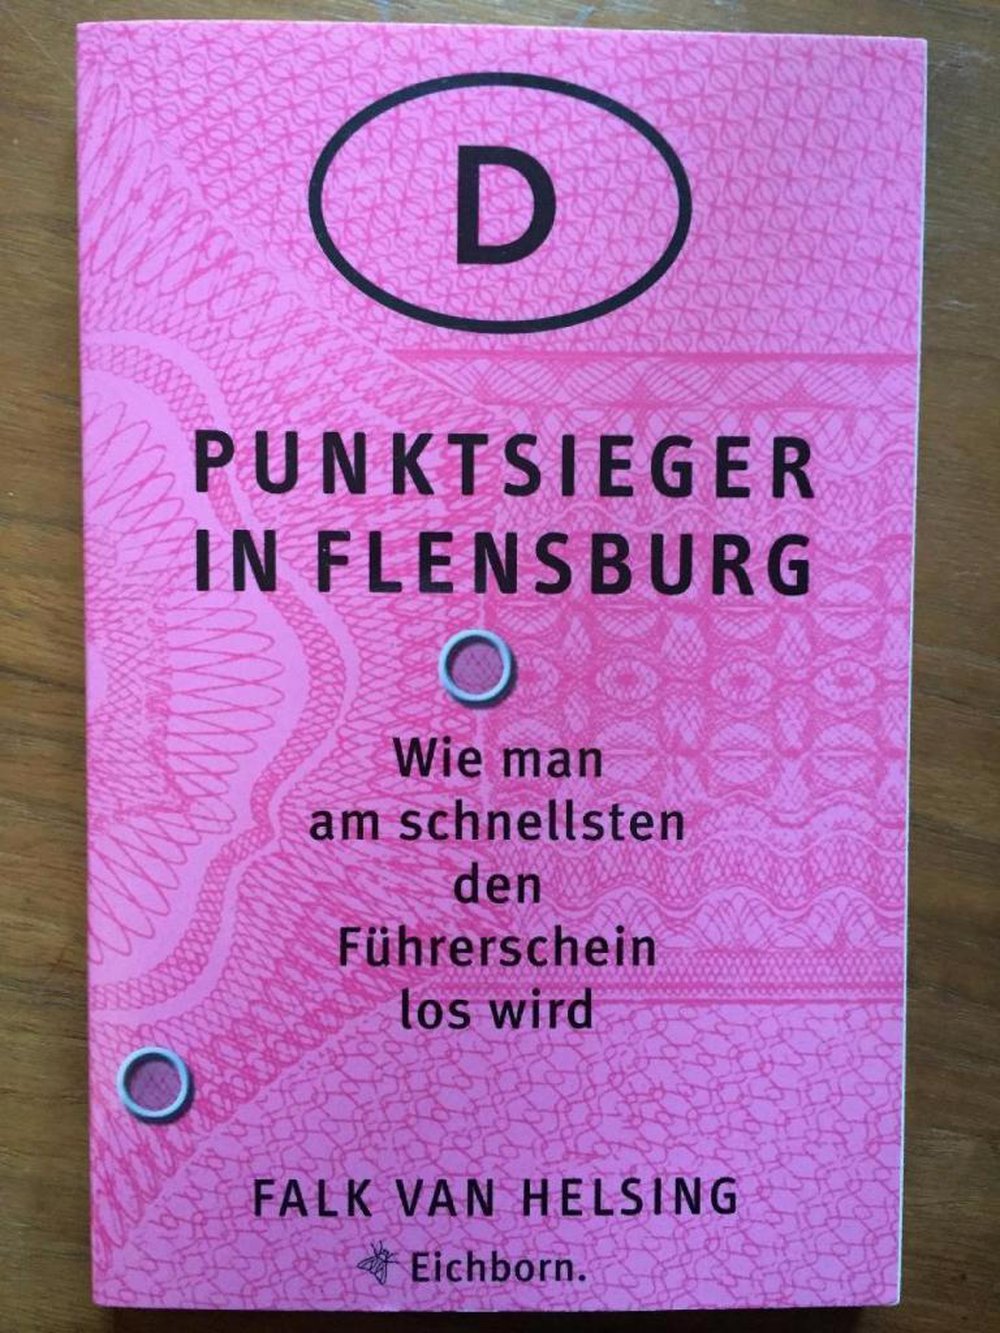 D
PUNKTSIEGER
IN FLENSBURG
Wie man
am schnellsten
den
Führerschein
los wird
FALK VAN HELSING
Eichborn.